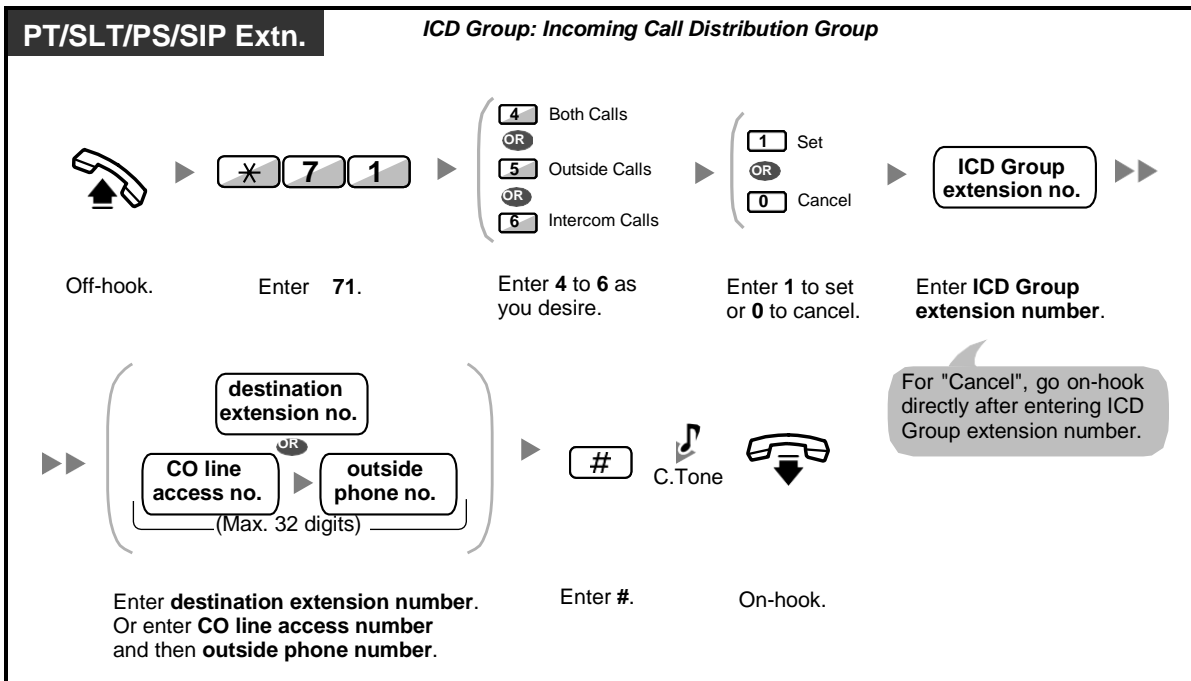 PT/SLT/PS/SIP Extn.
ICD Group: Incoming Call Distribution Group
4 Both Calls
OR
5 Outside Calls
OR
6 Intercom Calls
1 Set
OR
0 Cancel
7 1
ICD Group
extension no.
Off-hook.
Enter 71.
Enter 4 to 6 as
you desire.
Enter 1 to set
or 0 to cancel.
Enter ICD Group
extension number.
For "Cancel", go on-hook
directly after entering ICD
Group extension number.
destination
extension no.
OR
CO line
access no.
outside
phone no.
(Max. 32 digits)
#
C.Tone
Enter destination extension number.
Or enter CO line access number
and then outside phone number.
Enter #.
On-hook.